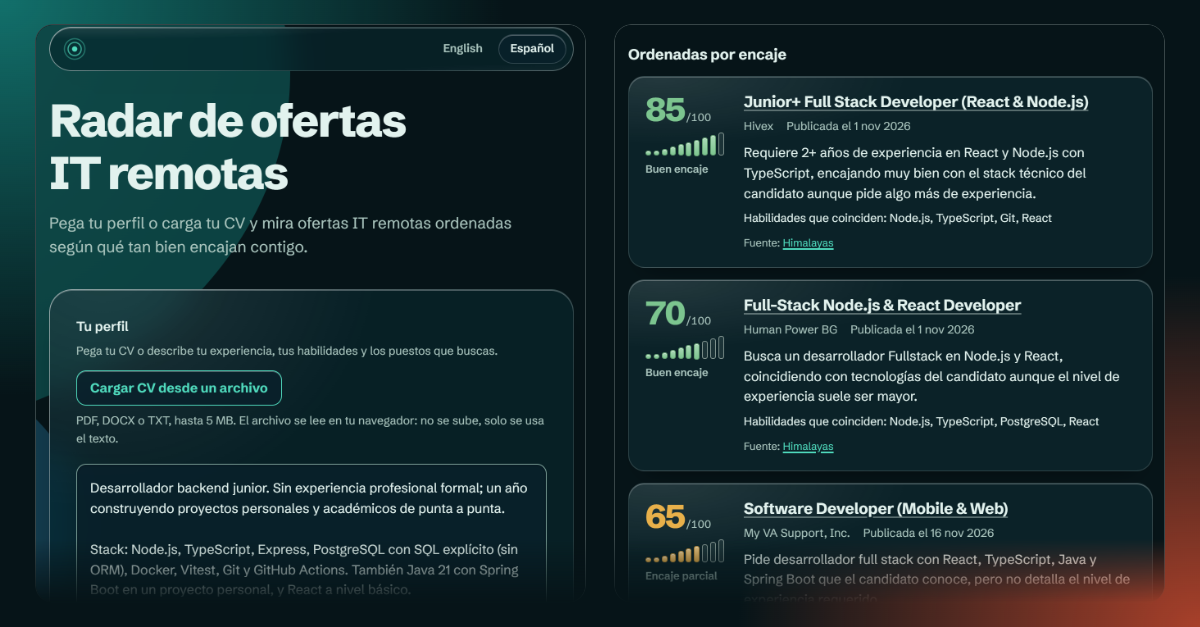 English
Español
Radar de ofertas
IT remotas
Pega tu perfil o carga tu CV y mira ofertas IT remotas ordenadas
según qué tan bien encajan contigo.
Tu perfil
Pega tu CV o describe tu experiencia, tus habilidades y los puestos que buscas.
Cargar CV desde un archivo
PDF, DOCX o TXT, hasta 5 MB. El archivo se lee en tu navegador: no se sube, solo se usa
el texto.
Desarrollador backend junior. Sin experiencia profesional formal; un año
construyendo proyectos personales y académicos de punta a punta.
Stack: Node.js, TypeScript, Express, PostgreSQL con SQL explícito (sin
ORM), Docker, Vitest, Git y GitHub Actions. También Java 21 con Spring
Boot en un proyecto personal, y React a nivel básico.
Ordenadas por encaje
85/100
Buen encaje
Junior+ Full Stack Developer (React & Node.js)
Hivex Publicada el 1 nov 2026
Requiere 2+ años de experiencia en React y Node.js con
TypeScript, encajando muy bien con el stack técnico del
candidato aunque pide algo más de experiencia.
Habilidades que coinciden: Node.js, TypeScript, Git, React
Fuente: Himalayas
70/100
Buen encaje
Full-Stack Node.js & React Developer
Human Power BG Publicada el 1 nov 2026
Busca un desarrollador Fullstack en Node.js y React,
coincidiendo con tecnologías del candidato aunque el nivel de
experiencia suele ser mayor.
Habilidades que coinciden: Node.js, TypeScript, PostgreSQL, React
Fuente: Himalayas
65/100
Encaje parcial
Software Developer (Mobile & Web)
My VA Support, Inc. Publicada el 16 nov 2026
Pide desarrollador full stack con React, TypeScript, Java y
Spring Boot que el candidato conoce, pero no detalla el nivel de
experiencia requerido.